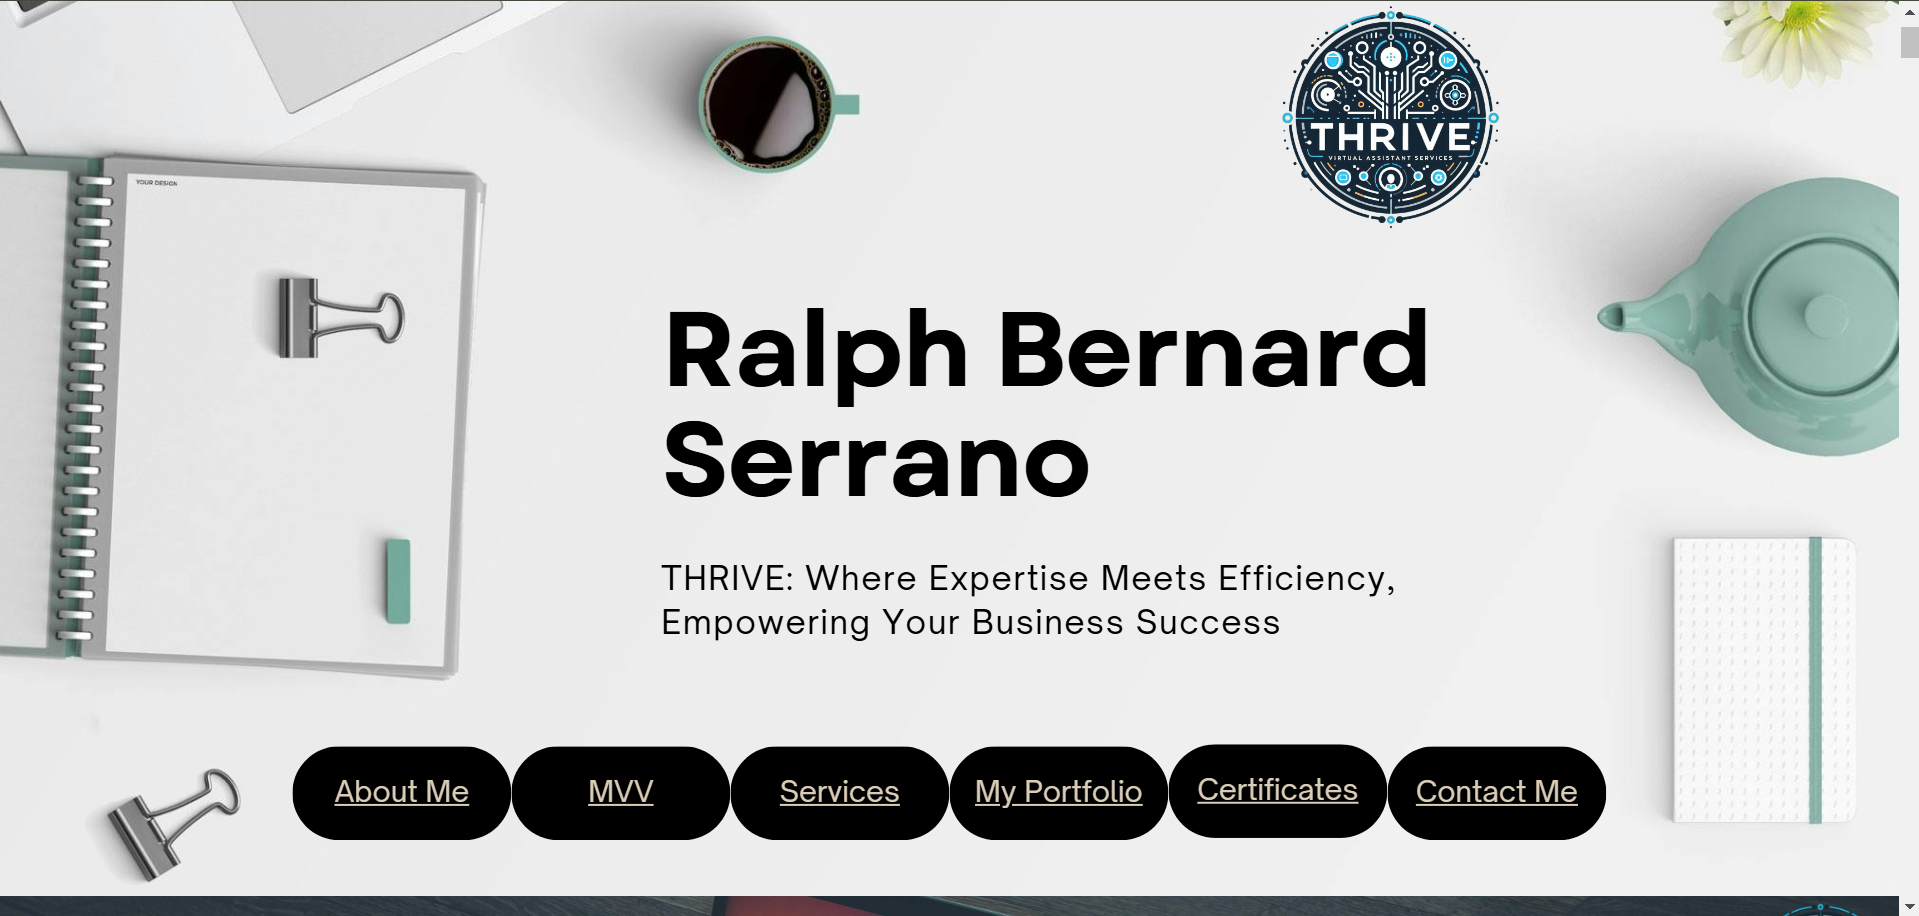 THRIVE
VIRTUAL ASSISTANT SERVICES
YOUR DESIGN
Ralph Bernard
Serrano
THRIVE: Where Expertise Meets Efficiency,
Empowering Your Business Success
About Me
MVV
Services
My Portfolio
Certificates
Contact Me